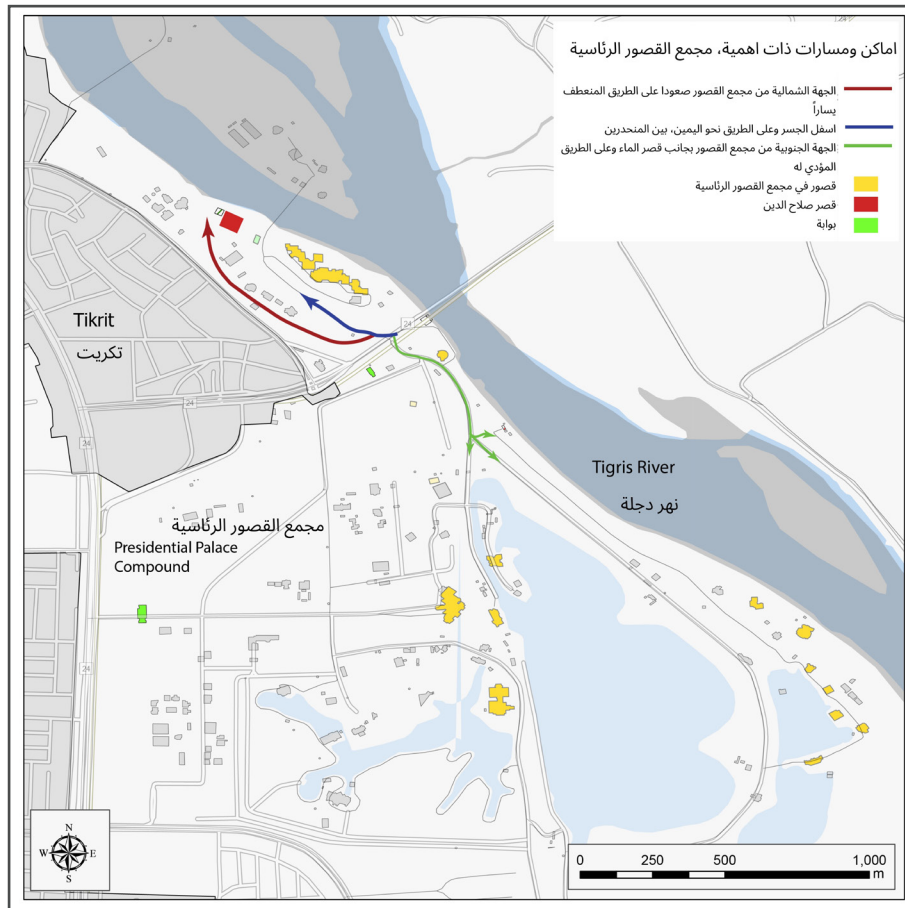 اماكن ومسارات ذات اهمية، مجمع القصور الرئاسية
الجهة الشمالية من مجمع القصور صعودا على الطريق المنعطف
يساراً
اسفل الجسر وعلى الطريق نحو اليمين، بين المنحدرين
الجهة الجنوبية من مجمع القصور بجانب قصر الماء وعلى الطريق
المؤدي له
قصور في مجمع القصور الرئاسية
قصر صلاح الدين
بوابة
24
24
Tikrit
تكريت
24
24
Tigris River
نهر دجلة
مجمع القصور الرئاسية
Presidential Palace
Compound
24
N
W E
S
0 250 500 1,000
m